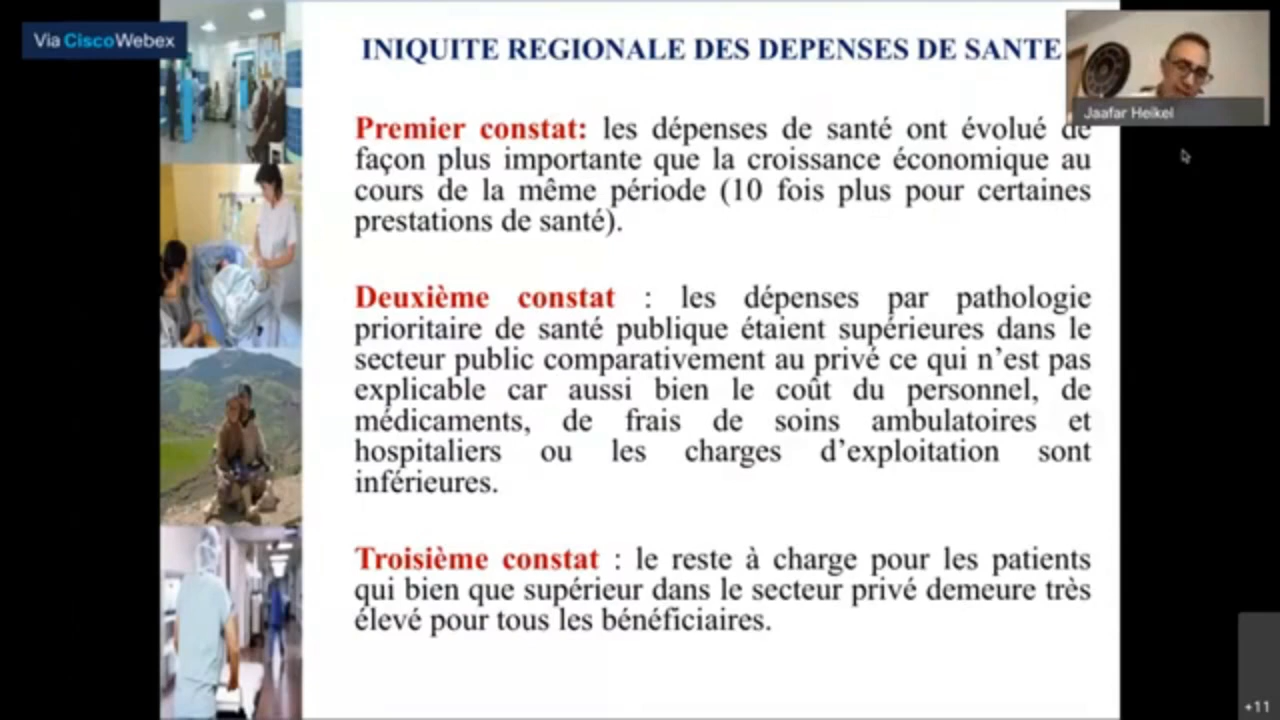 Via Cisco Webex
INIQUITE REGIONALE DES DEPENSES DE SANTE
Jaafar Heikel
Premier constat: les dépenses de santé ont évolué de
façon plus importante que la croissance économique au
cours de la même période (10 fois plus pour certaines
prestations de santé).
Deuxième constat : les dépenses par pathologie
prioritaire de santé publique étaient supérieures dans le
secteur public comparativement au privé ce qui n’est pas
explicable car aussi bien le coût du personnel, de
médicaments, de frais de soins ambulatoires et
hospitaliers ou les charges d’exploitation sont
inférieures.
Troisième constat : le reste à charge pour les patients
qui bien que supérieur dans le secteur privé demeure très
élevé pour tous les bénéficiaires.
+11